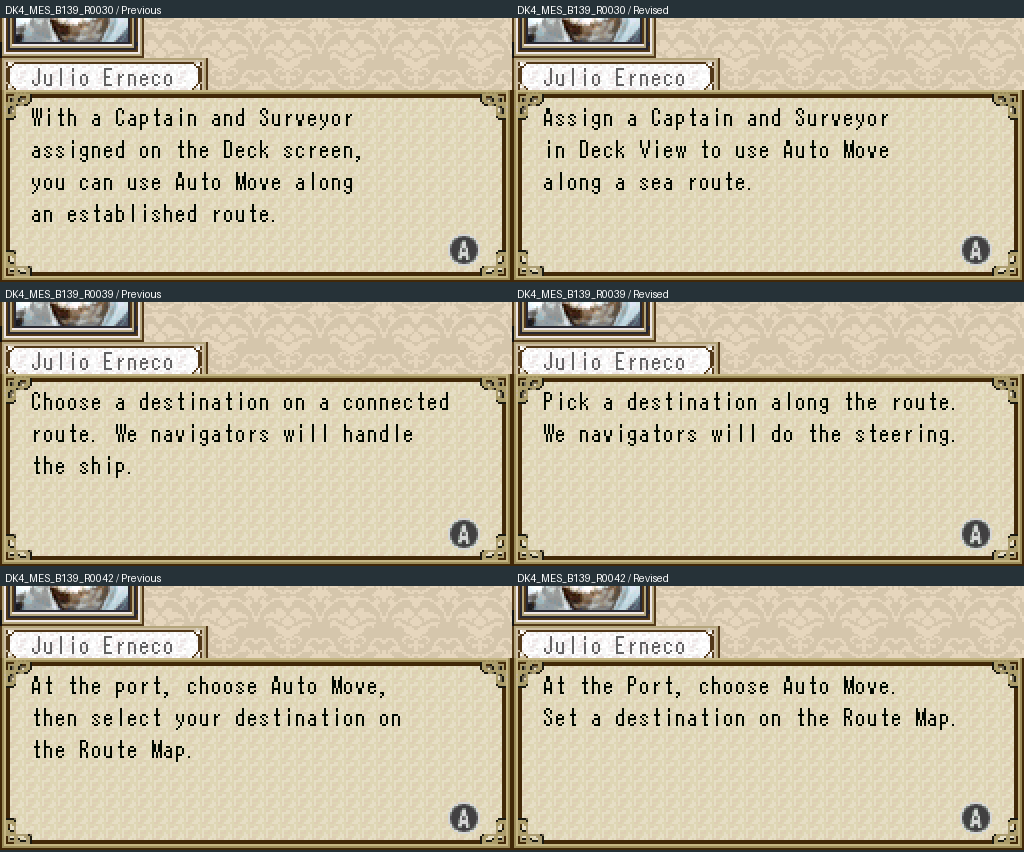 DK4_MES_B139_R0030 / Previous
Julio Erneco
With a Captain and Surveyor
assigned on the Deck screen,
you can use Auto Move along
an established route.
A
DK4_MES_B139_R0030 / Revised
Julio Erneco
Assign a Captain and Surveyor
in Deck View to use Auto Move
along a sea route.
A
DK4_MES_B139_R0039 / Previous
Julio Erneco
Choose a destination on a connected
route. We navigators will handle
the ship.
A
DK4_MES_B139_R0039 / Revised
Julio Erneco
Pick a destination along the route.
We navigators will do the steering.
A
DK4_MES_B139_R0042 / Previous
Julio Erneco
At the port, choose Auto Move,
then select your destination on
the Route Map.
A
DK4_MES_B139_R0042 / Revised
Julio Erneco
At the Port, choose Auto Move.
Set a destination on the Route Map.
A